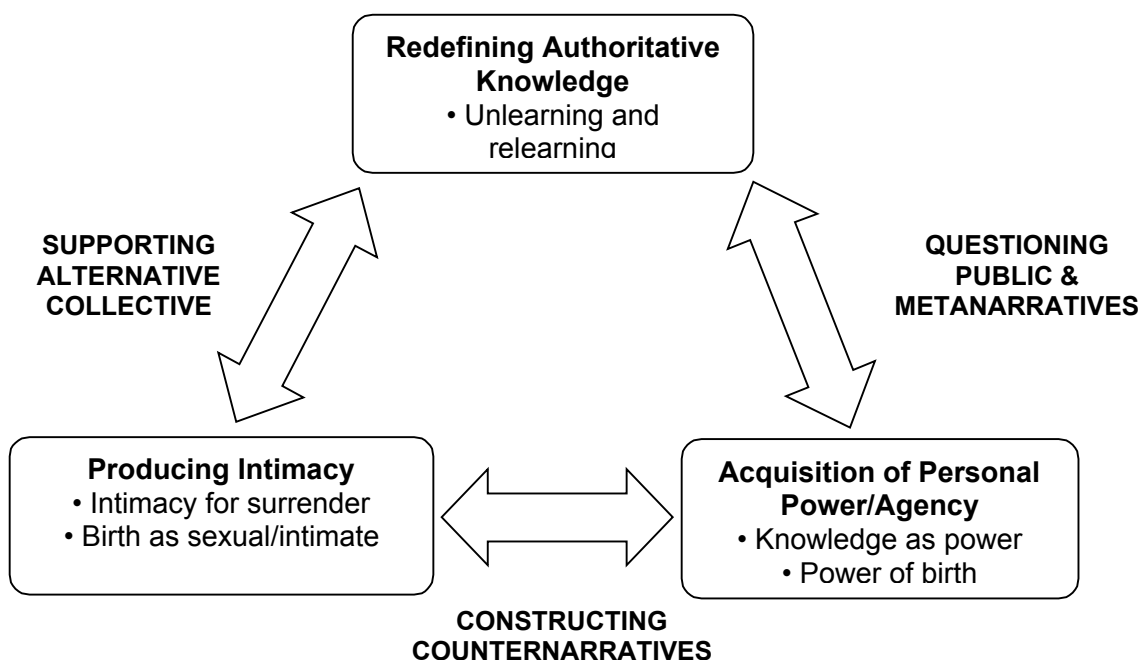 Redefining Authoritative
Knowledge
• Unlearning and
relearning
SUPPORTING
ALTERNATIVE
COLLECTIVE
QUESTIONING
PUBLIC &
METANARRATIVES
Producing Intimacy
• Intimacy for surrender
• Birth as sexual/intimate
Acquisition of Personal
Power/Agency
• Knowledge as power
• Power of birth
CONSTRUCTING
COUNTERNARRATIVES